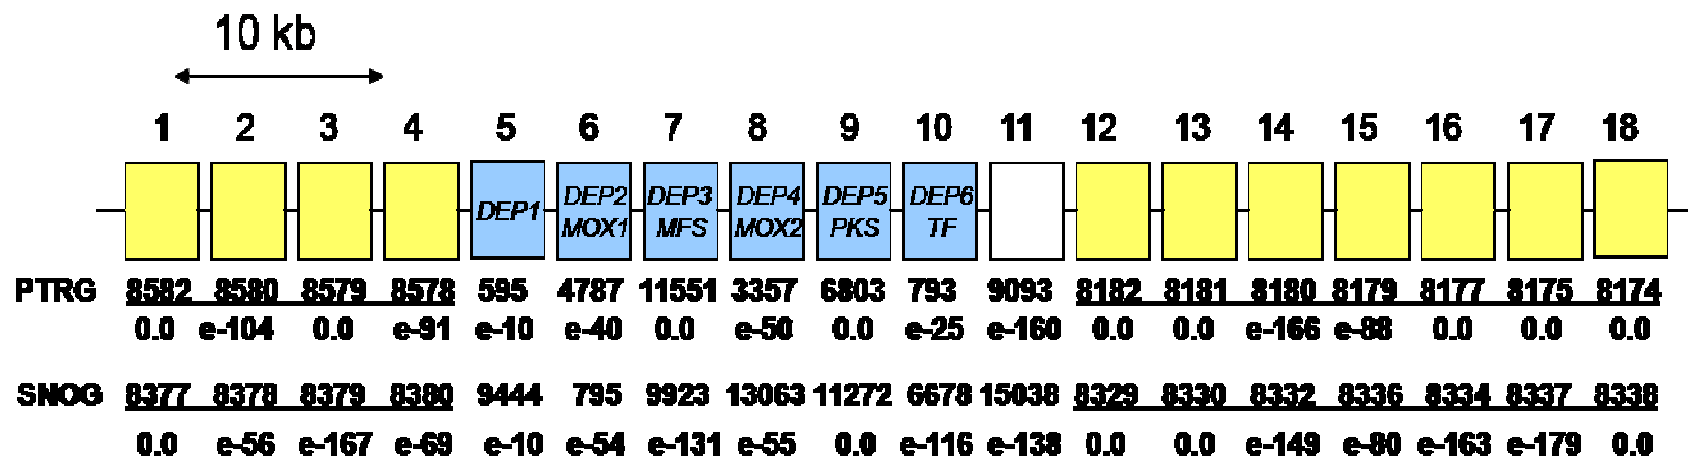 10 kb
1 2 3 4 5 6 7 8 9 10 11 12 13 14 15 16 17 18
DEP1 DEP2 DEP3 DEP4 DEP5 DEP6
MOX1 MFS MOX2 PKS TF
PTRG 8582 8580 8579 8578 595 4787 11551 3357 6803 793 9093 8182 8181 8180 8179 8177 8175 8174
0.0 e-104 0.0 e-91 e-10 e-40 0.0 e-50 0.0 e-25 e-160 0.0 0.0 e-166 e-88 0.0 0.0 0.0
SNOG 8377 8378 8379 8380 9444 795 9923 13063 11272 6678 15038 8329 8330 8332 8336 8334 8337 8338
0.0 e-56 e-167 e-69 e-10 e-54 e-131 e-55 0.0 e-116 e-138 0.0 0.0 e-149 e-80 e-163 e-179 0.0